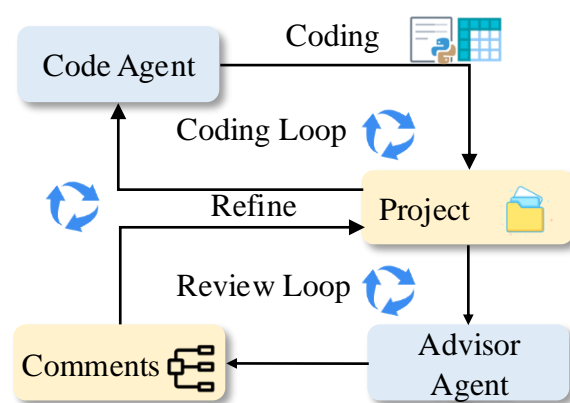 Coding
Code Agent
Coding Loop
Refine
Project
Review Loop
Comments
Advisor
Agent